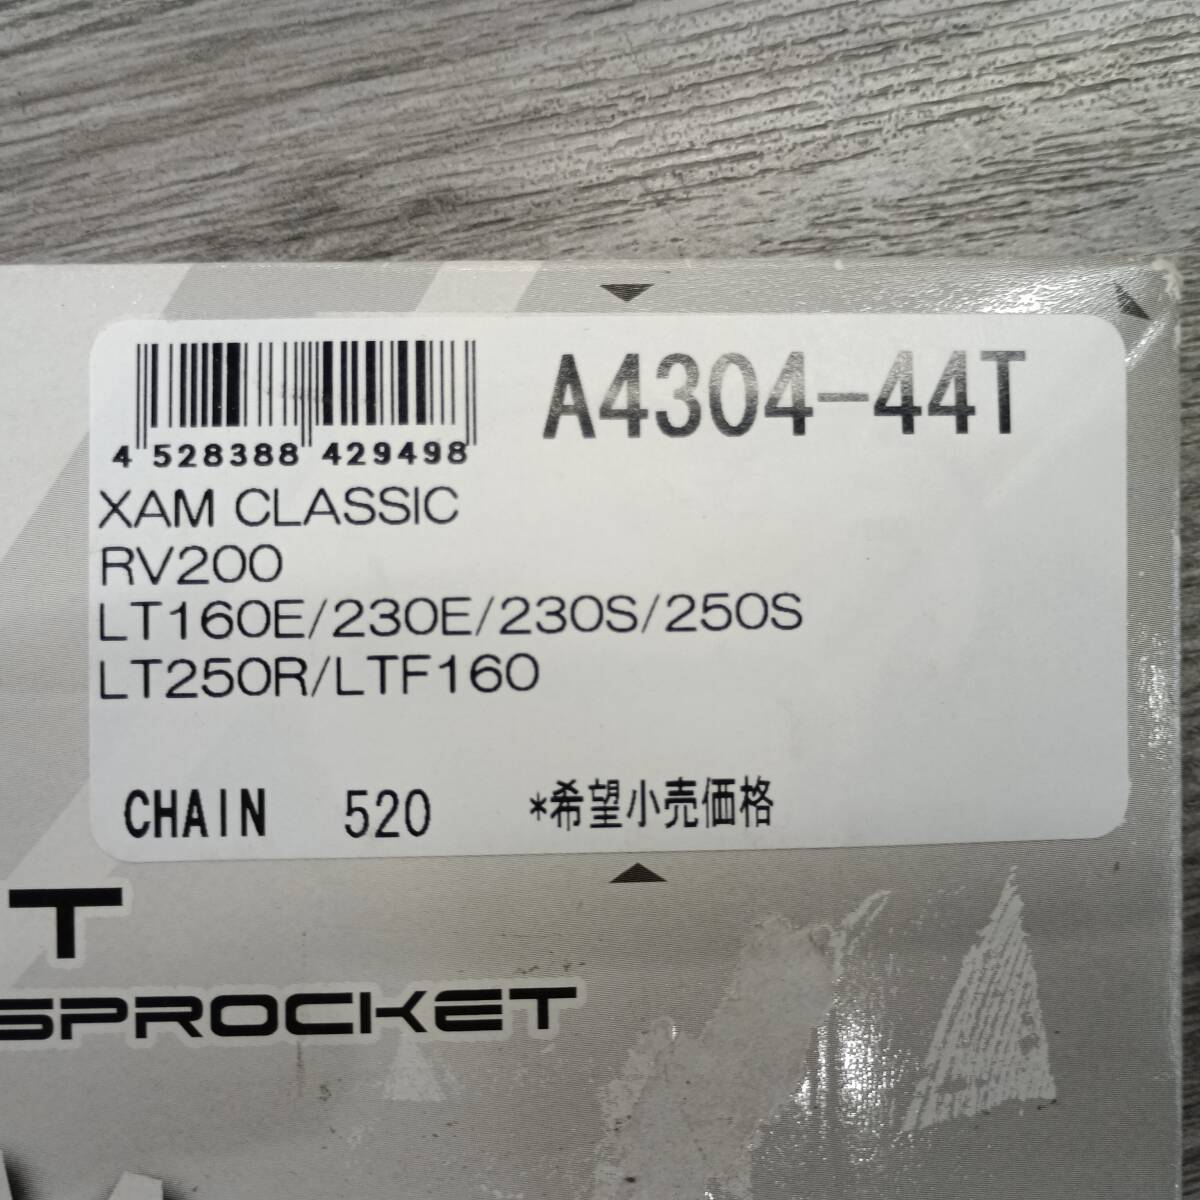 A4304-44T
4 528388 429498
XAM CLASSIC
RV200
LT160E/230E/230S/250S
LT250R/LTF160
CHAIN 520 *希望小売価格
T
SPROCKET